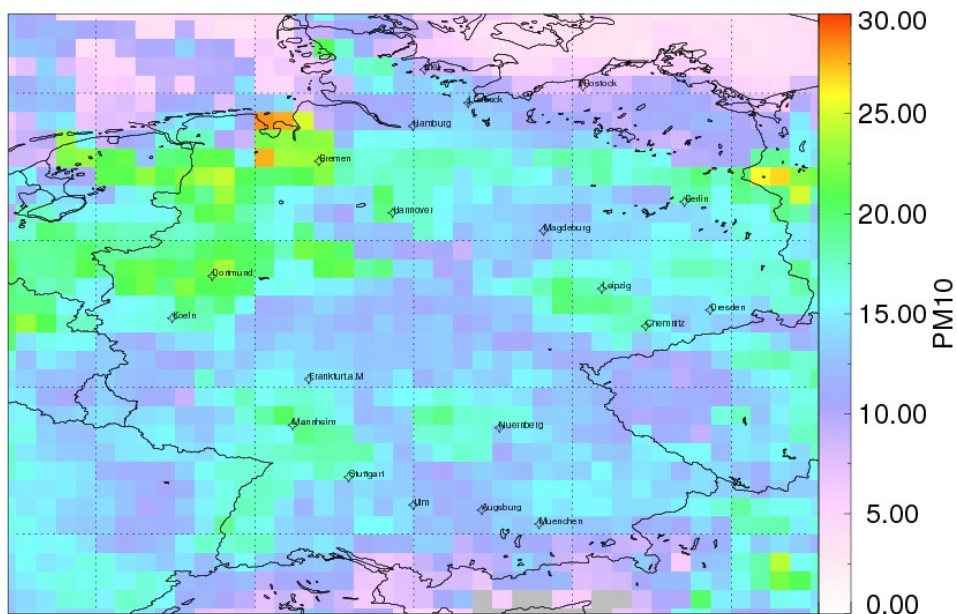 30.00
Kiel
Rostock
Luebeck
25.00
Hamburg
Bremen
Berlin
Hannover
20.00
Magdeburg
Dortmund
Leipzig
Dresden
Koeln
15.00
Chemnitz
PM10
Frankfurt.a.M
Mannheim
Nuernberg
10.00
Stuttgart
Ulm
Augsburg
Muenchen
5.00
0.00